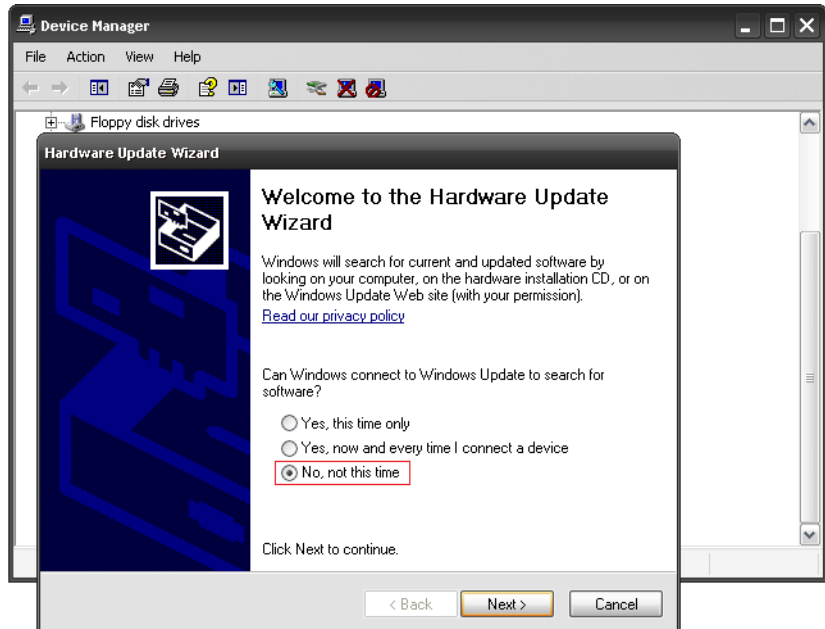 Device Manager
File Action View Help
Floppy disk drives
Hardware Update Wizard
Welcome to the Hardware Update
Wizard
Windows will search for current and updated software by
looking on your computer, on the hardware installation CD, or on
the Windows Update Web site (with your permission).
Read our privacy policy
Can Windows connect to Windows Update to search for
software?
Yes, this time only
Yes, now and every time I connect a device
No, not this time
Click Next to continue.
< Back Next > Cancel